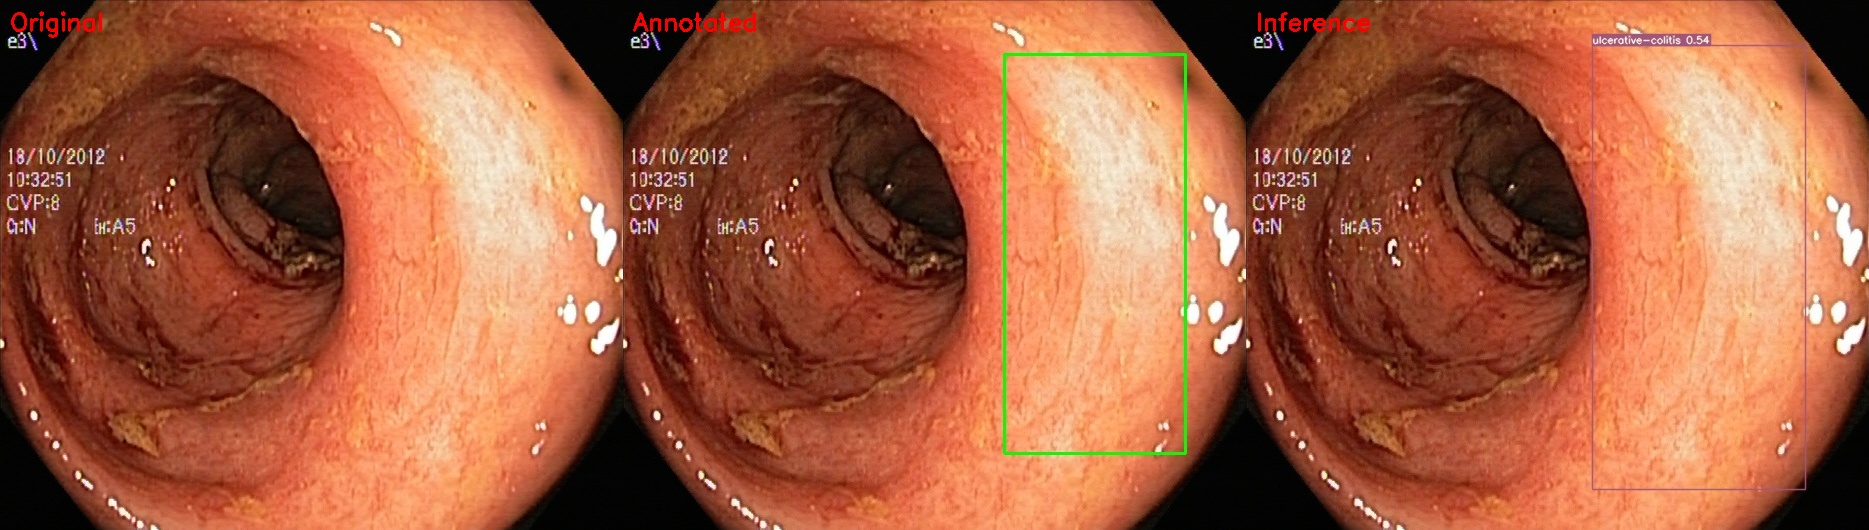 Original
e3\
18/10/2012
10:32:51
CVP:8
G:N E:A5
Annotated
e3\
18/10/2012
10:32:51
CVP:8
G:N E:A5
Inference
e3\
ulcerative-colitis 0.54
18/10/2012
10:32:51
CVP:8
G:N E:A5